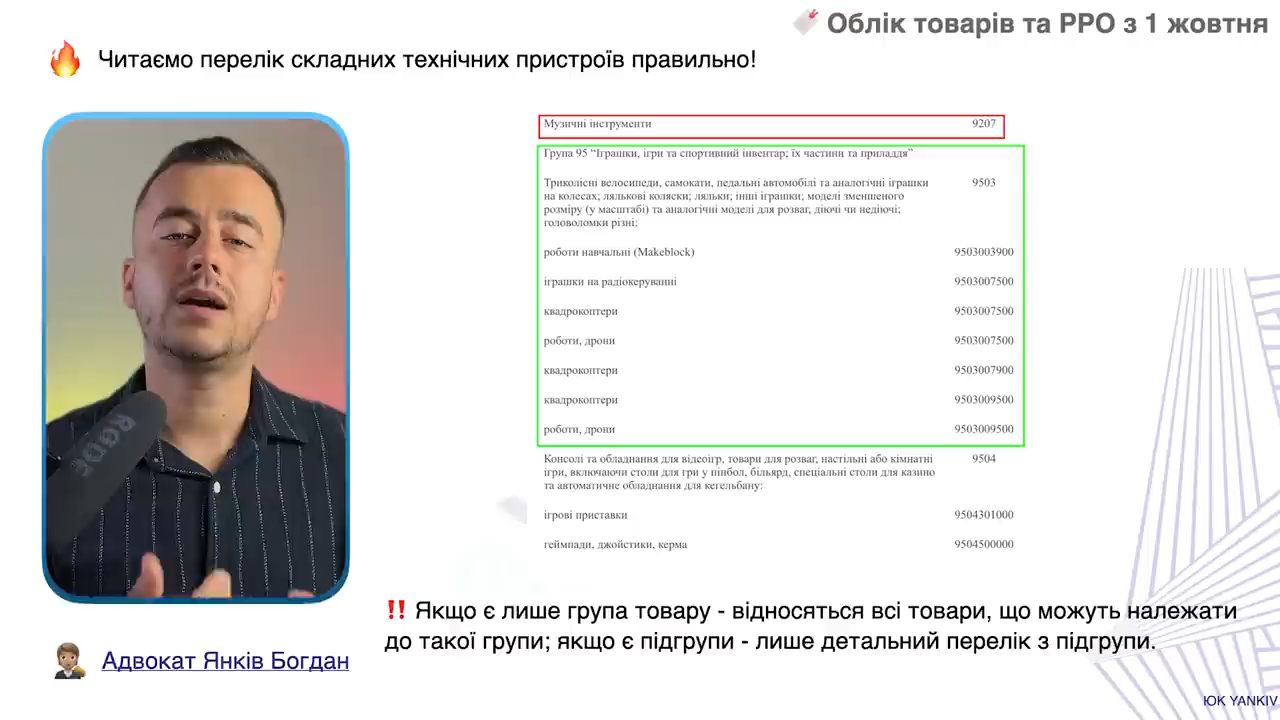 Облік товарів та РРО з 1 жовтня
Читаємо перелік складних технічних пристроїв правильно!
Музичні інструменти 9207
Група 95 “Іграшки, ігри та спортивний інвентар; їх частини та приладдя”
Триколісні велосипеди, самокати, педальні автомобілі та аналогічні іграшки 9503
на колесах; лялькові коляски; ляльки; інші іграшки; моделі зменшеного
розміру (у масштабі) та аналогічні моделі для розваг, діючі чи недіючі;
головоломки різні:
роботи навчальні (Makeblock) 9503003900
іграшки на радіокеруванні 9503007500
квадрокоптери 9503007500
роботи, дрони 9503007500
квадрокоптери 9503007900
квадрокоптери 9503009500
роботи, дрони 9503009500
Консолі та обладнання для відеоігр, товари для розваг, настільні або кімнатні 9504
ігри, включаючи столи для гри у пінбол, більярд, спеціальні столи для казино
та автоматичне обладнання для кегельбану:
ігрові приставки 9504301000
геймпади, джойстики, керма 9504500000
RODE
‼️ Якщо є лише група товару - відносяться всі товари, що можуть належати
до такої групи; якщо є підгрупи - лише детальний перелік з підгрупи.
Адвокат Янків Богдан
ЮК YANKIV